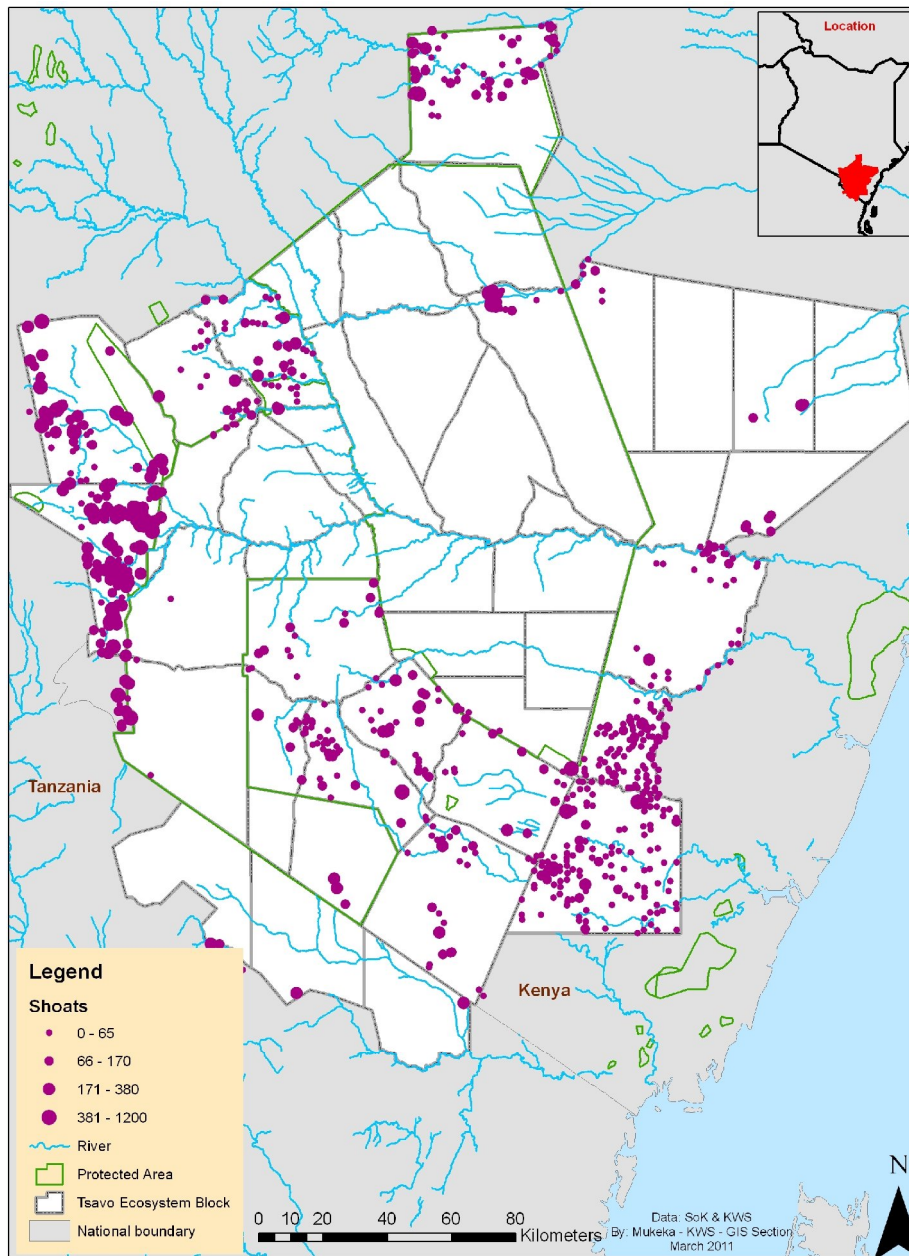 Location
Tanzania
Kenya
Legend
Shoats
0 - 65
66 - 170
171 - 380
381 - 1200
River
Protected Area
Tsavo Ecosystem Block
National boundary
0 10 20 40 60 80
Kilometers
N
Data: SoK & KWS
By: Mukeka - KWS - GIS Section
March 2011